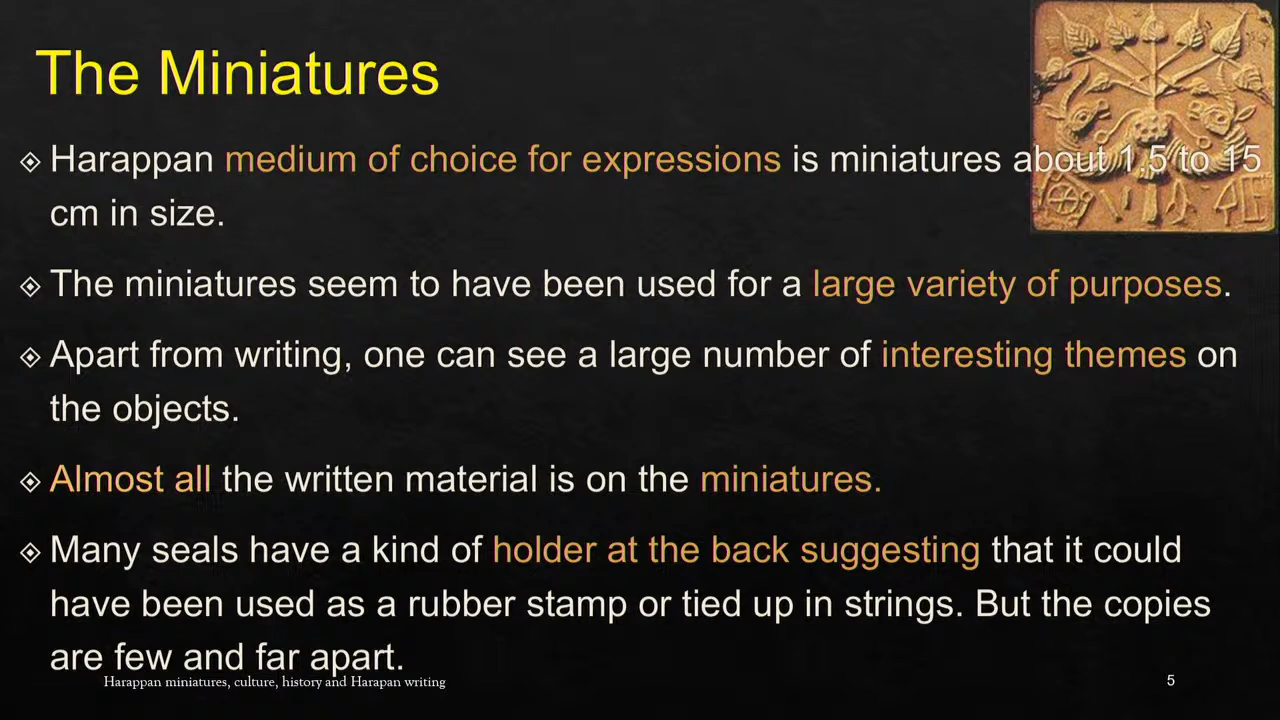 The Miniatures
Harappan medium of choice for expressions is miniatures about 1.5 to 15
cm in size.
The miniatures seem to have been used for a large variety of purposes.
Apart from writing, one can see a large number of interesting themes on
the objects.
Almost all the written material is on the miniatures.
Many seals have a kind of holder at the back suggesting that it could
have been used as a rubber stamp or tied up in strings. But the copies
are few and far apart.
Harappan miniatures, culture, history and Harapan writing
5